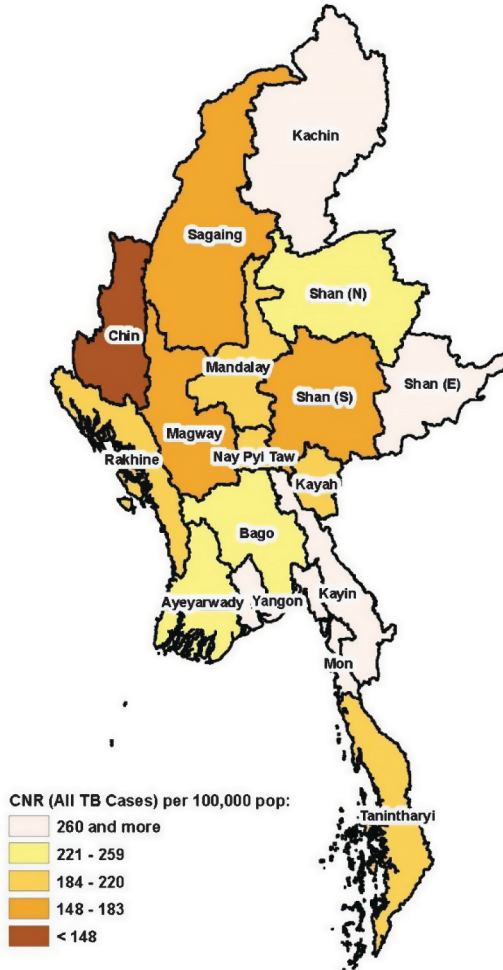 Kachin
Sagaing
Shan (N)
Chin
Mandalay
Shan (E)
Shan (S)
Magway
Nay Pyi Taw
Rakhine
Kayah
Bago
Ayeyarwady
Yangon
Kayin
Mon
Tanintharyi
CNR (All TB Cases) per 100,000 pop:
260 and more
221 - 259
184 - 220
148 - 183
< 148